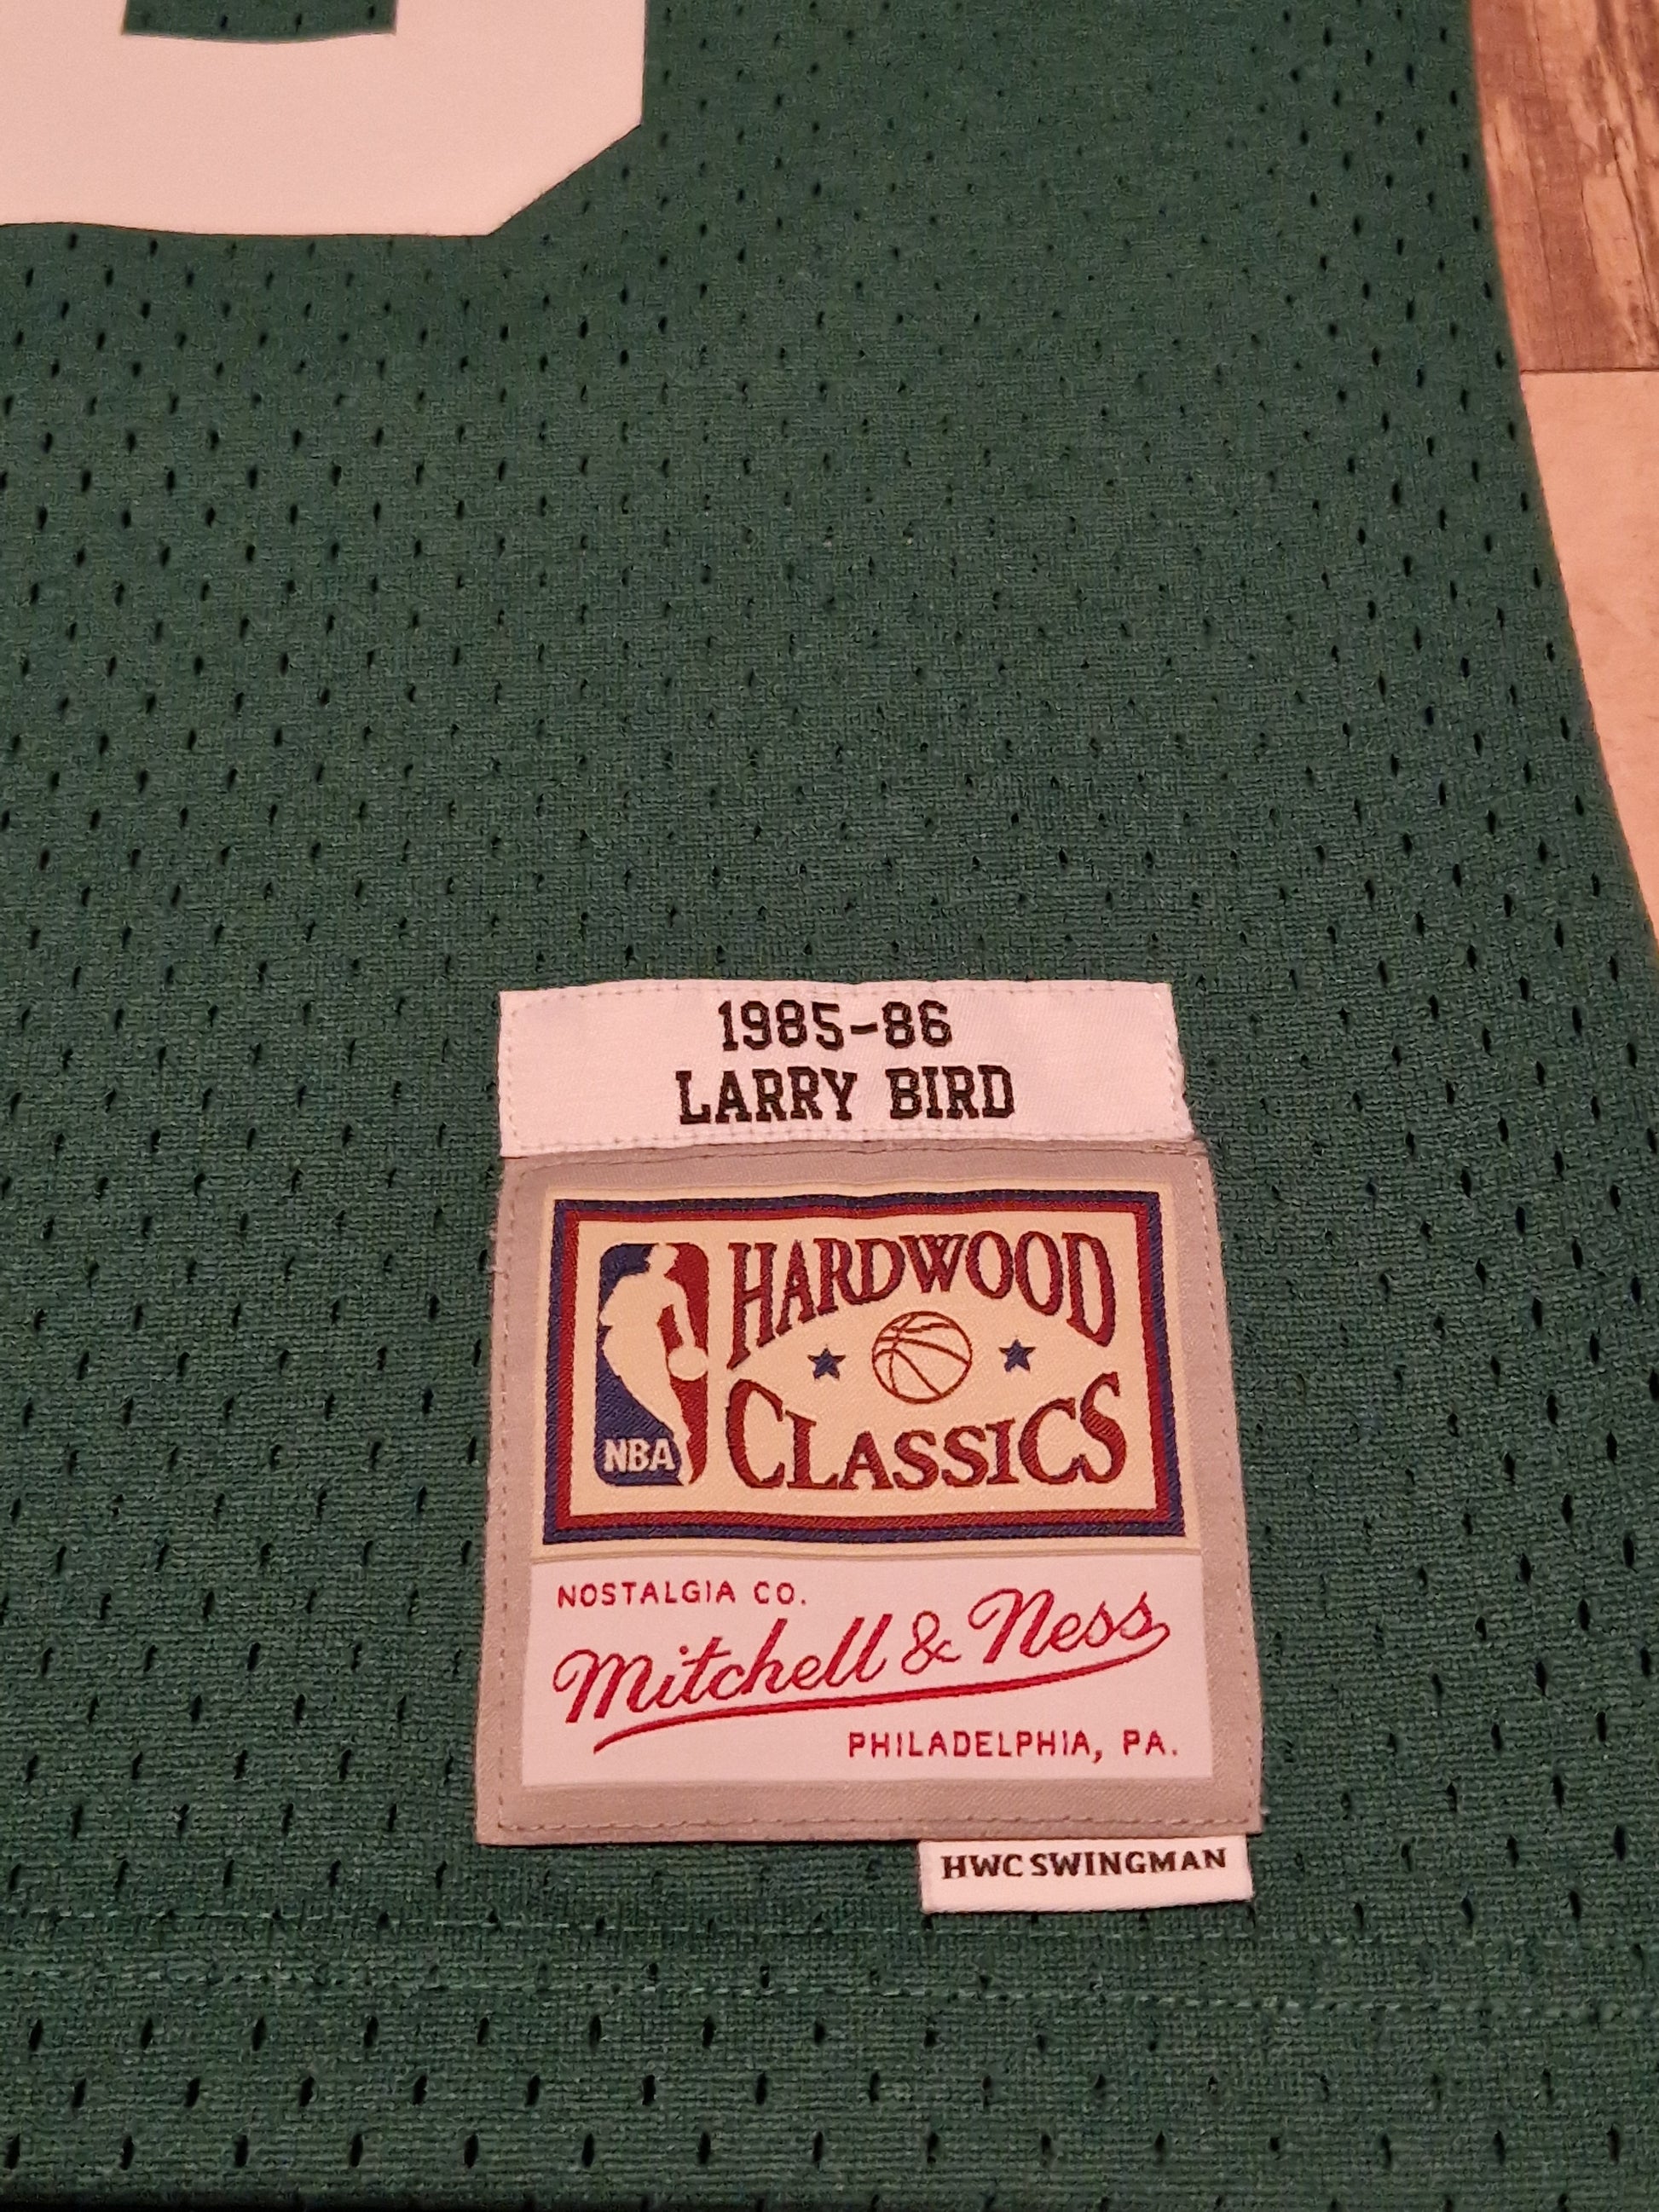 1985-86
LARRY BIRD
HARDWOOD
CLASSICS
NBA
NOSTALGIA CO.
Mitchell & Ness
PHILADELPHIA, PA.
HWC SWINGMAN